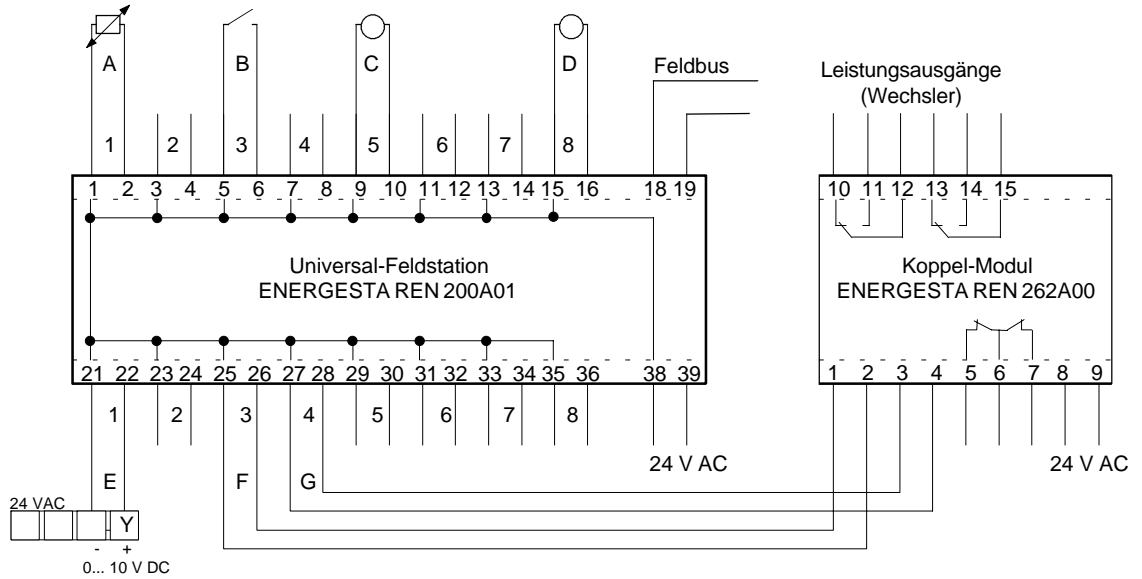 A B C D
Feldbus
Leistungsausgänge
(Wechsler)
1 2 3 4 5 6 7 8
1 2 3 4 5 6 7 8 9 10 11 12 13 14 15 16 18 19
10 11 12 13 14 15
Universal-Feldstation
ENERGESTA REN 200A01
Koppel-Modul
ENERGESTA REN 262A00
21 22 23 24 25 26 27 28 29 30 31 32 33 34 35 36 38 39
1 2 3 4 5 6 7 8 9
1 2 3 4 5 6 7 8
24 V AC
24 V AC
E F G
24 VAC
Y
- +
0... 10 V DC